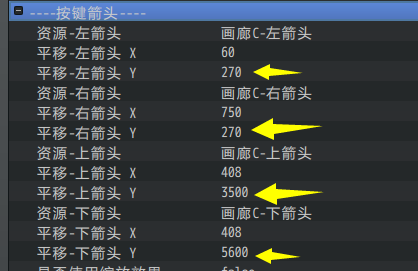 ----按键箭头----
资源-左箭头 画廊C-左箭头
平移-左箭头 X 60
平移-左箭头 Y 270
资源-右箭头 画廊C-右箭头
平移-右箭头 X 750
平移-右箭头 Y 270
资源-上箭头 画廊C-上箭头
平移-上箭头 X 408
平移-上箭头 Y 3500
资源-下箭头 画廊C-下箭头
平移-下箭头 X 408
平移-下箭头 Y 5600